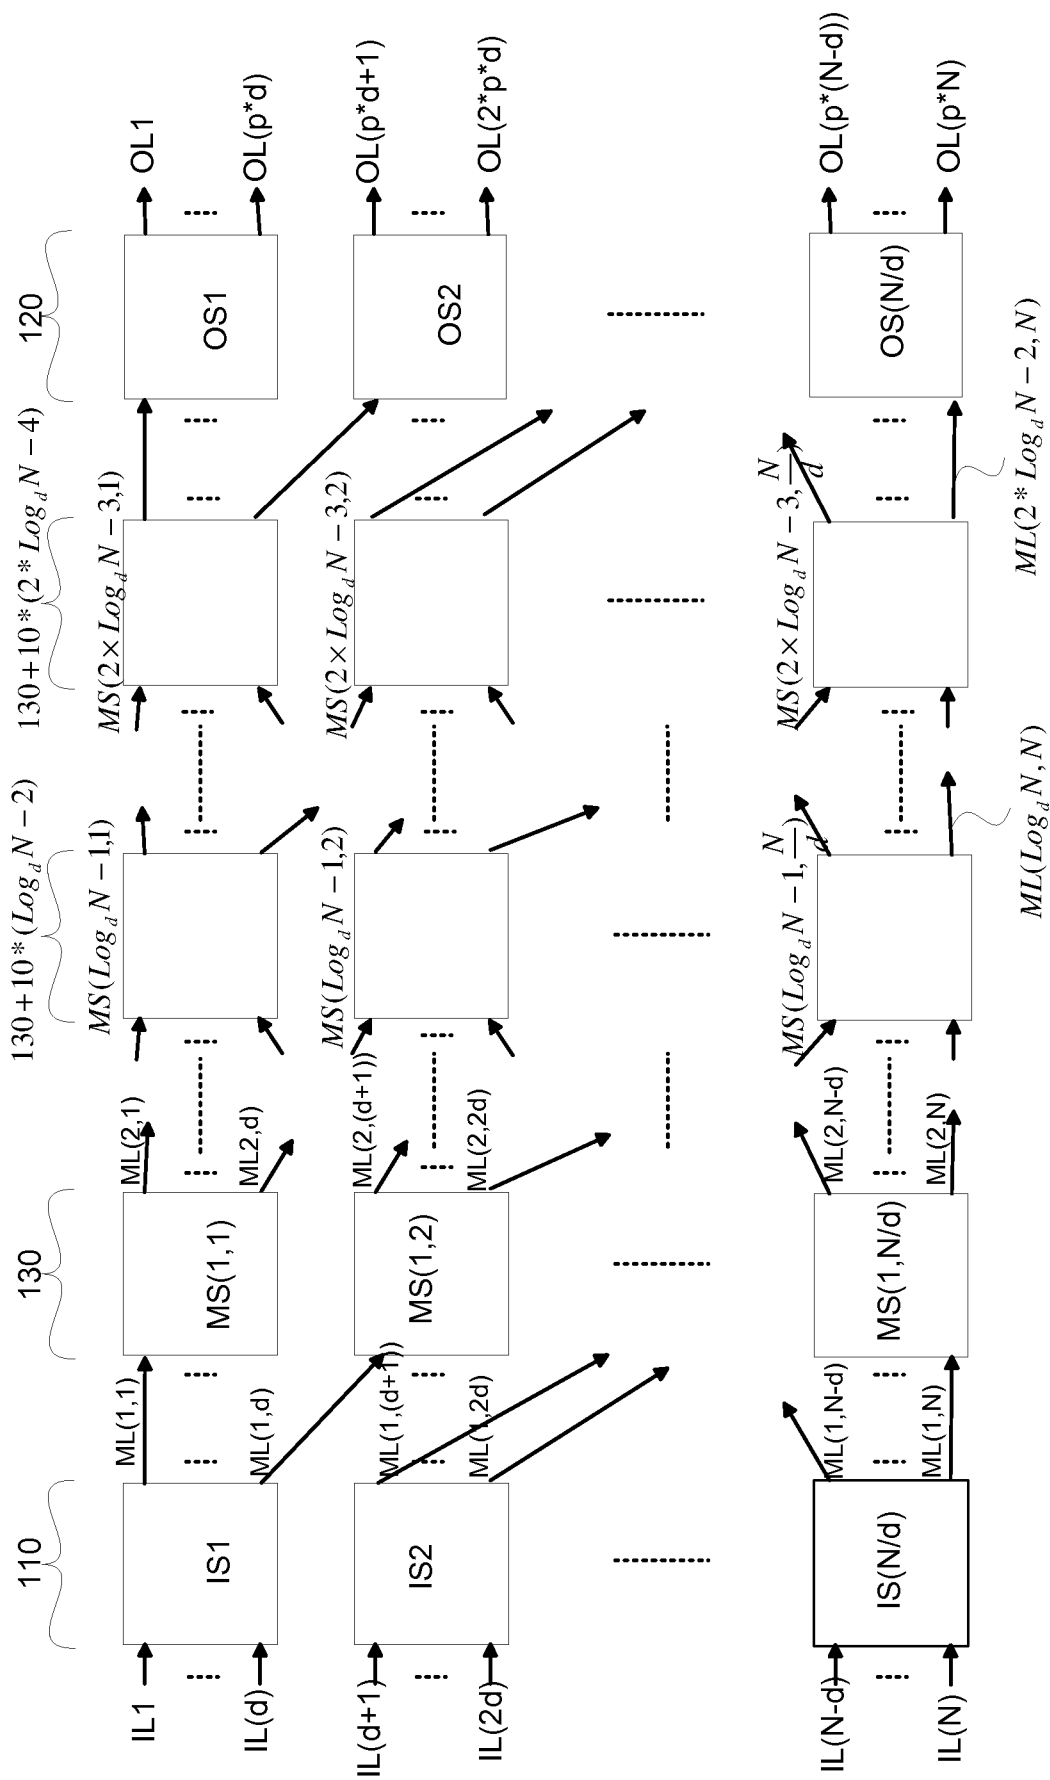 110
130
130+10*(Log_d N−2)
130+10*(2*Log_d N−4)
120
IL1
IL(d)
IS1
ML(1,1)
ML(1,d)
MS(1,1)
ML(2,1)
ML2,d)
MS(Log_d N−1,1)
MS(2×Log_d N−3,1)
OS1
OL1
OL(p*d)
IL(d+1)
IL(2d)
IS2
ML(1,(d+1))
ML(1,2d)
MS(1,2)
ML(2,(d+1))
ML(2,2d)
MS(Log_d N−1,2)
MS(2×Log_d N−3,2)
OS2
OL(p*d+1)
OL(2*p*d)
IL(N-d)
IL(N)
IS(N/d)
ML(1,N-d)
ML(1,N)
MS(1,N/d)
ML(2,N-d)
ML(2,N)
MS(Log_d N−1,N/d)
MS(2×Log_d N−3,N/d)
OS(N/d)
OL(p*(N-d))
OL(p*N)
ML(Log_d N,N)
ML(2*Log_d N−2,N)